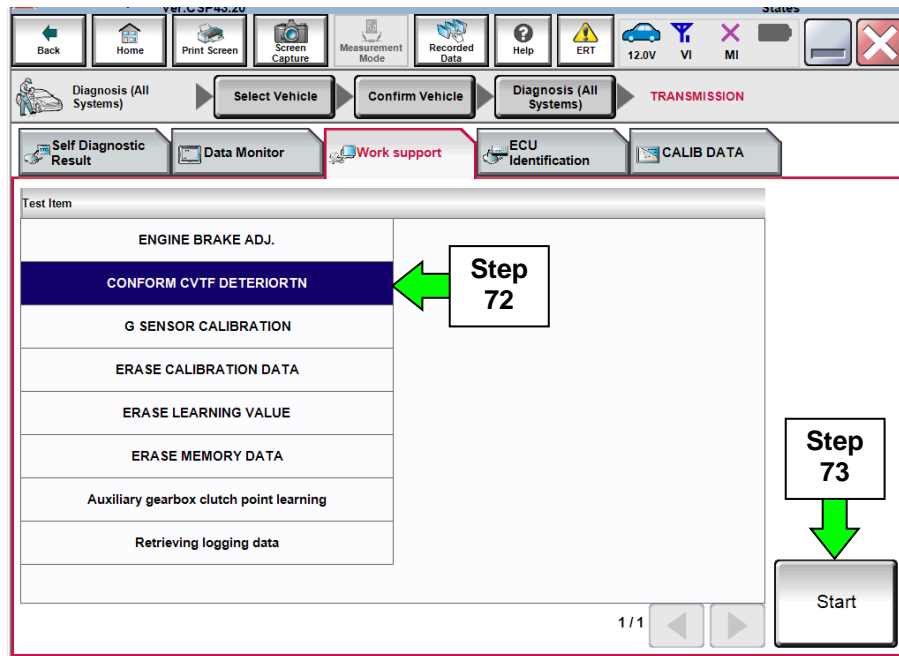 Ver.CSP43.20
States
Back
Home
Print Screen
Screen
Capture
Measurement
Mode
Recorded
Data
Help
ERT
12.0V
VI
MI
Diagnosis (All
Systems)
Select Vehicle
Confirm Vehicle
Diagnosis (All
Systems)
TRANSMISSION
Self Diagnostic
Result
Data Monitor
Work support
ECU
Identification
CALIB DATA
Test Item
ENGINE BRAKE ADJ.
CONFORM CVTF DETERIORTN
Step
72
G SENSOR CALIBRATION
ERASE CALIBRATION DATA
ERASE LEARNING VALUE
ERASE MEMORY DATA
Auxiliary gearbox clutch point learning
Retrieving logging data
Step
73
Start
1/1